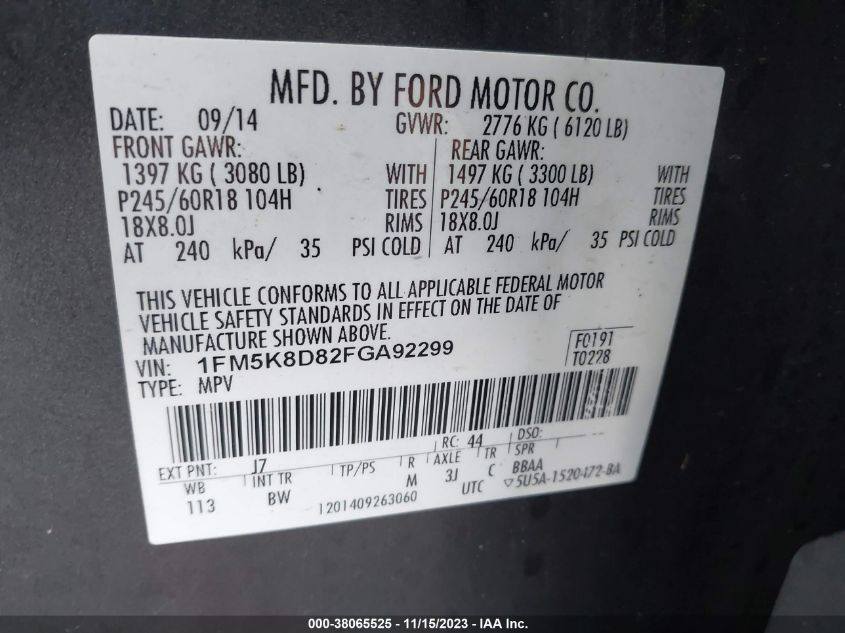 MFD. BY FORD MOTOR CO.
DATE: 09/14 GVWR: 2776 KG ( 6120 LB)
FRONT GAWR: REAR GAWR:
1397 KG ( 3080 LB) WITH 1497 KG ( 3300 LB) WITH
P245/60R18 104H TIRES P245/60R18 104H TIRES
18X8.0J RIMS 18X8.0J RIMS
AT 240 kPa/ 35 PSI COLD AT 240 kPa/ 35 PSI COLD
THIS VEHICLE CONFORMS TO ALL APPLICABLE FEDERAL MOTOR
VEHICLE SAFETY STANDARDS IN EFFECT ON THE DATE OF
MANUFACTURE SHOWN ABOVE.
VIN: 1FM5K8D82FGA92299 F0191
TYPE: MPV T0228
EXT PNT: J7 RC: 44 DSO:
WB INT TR TP/PS R AXLE TR SPR
113 BW M 3J C BBAA
1201409263060 UTC ▽5U5A-1520472-BA
000-38065525 - 11/15/2023 - IAA Inc.